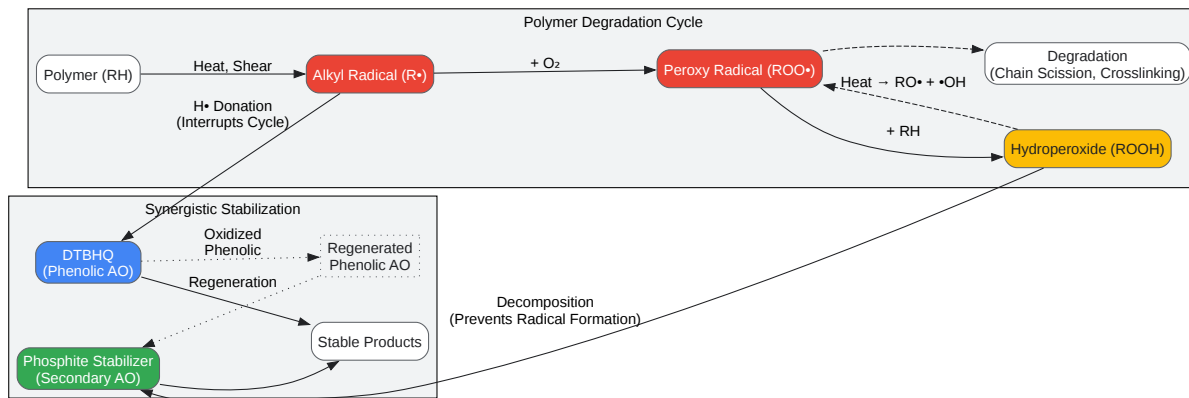 Polymer Degradation Cycle
Polymer (RH)
Heat, Shear
Alkyl Radical (R•)
+ O₂
Peroxy Radical (ROO•)
Degradation
(Chain Scission, Crosslinking)
Heat → RO• + •OH
H• Donation
(Interrupts Cycle)
+ RH
Hydroperoxide (ROOH)
Synergistic Stabilization
DTBHQ
(Phenolic AO)
Oxidized
Phenolic
Regenerated
Phenolic AO
Regeneration
Decomposition
(Prevents Radical Formation)
Stable Products
Phosphite Stabilizer
(Secondary AO)